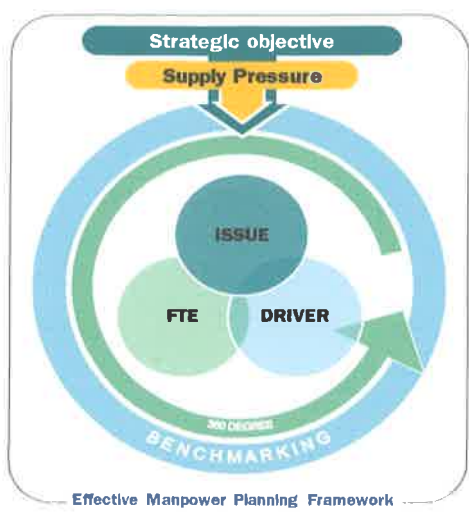 Strategic objective
Supply Pressure
ISSUE
FTE DRIVER
360 DEGREE
BENCHMARKING
Effective Manpower Planning Framework